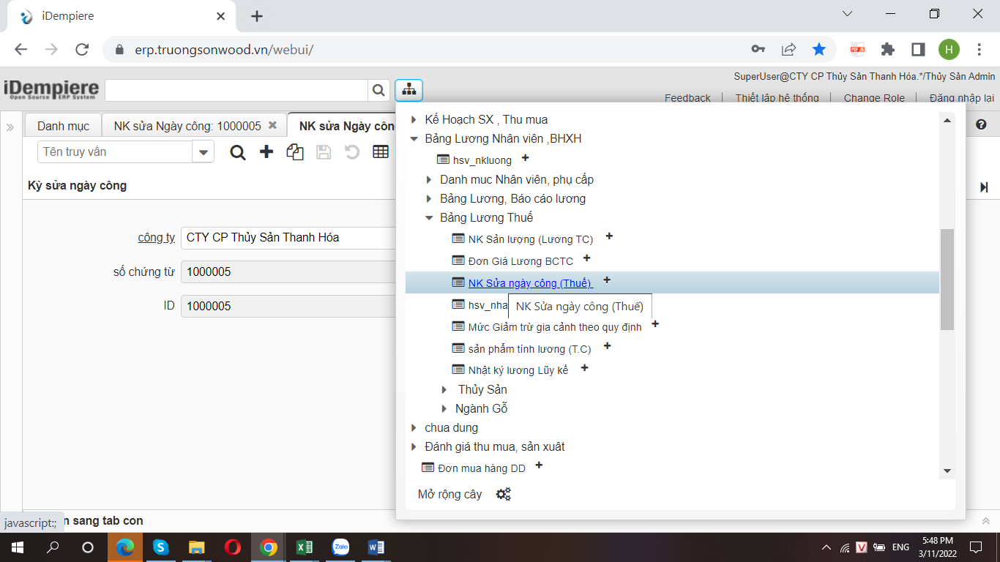 iDempiere
erp.truongsonwood.vn/webui/
PDF JS
H
iDempiere
Open Source ERP System
SuperUser@CTY CP Thủy Sản Thanh Hóa.*/Thủy Sản Admin
Feedback
Thiết lập hệ thống
Change Role
Đăng nhập lại
Danh mục
NK sửa Ngày công: 1000005
NK sửa Ngày côn
Tên truy vấn
Kỳ sửa ngày công
công ty CTY CP Thủy Sản Thanh Hóa
số chứng từ 1000005
ID 1000005
Kế Hoạch SX , Thu mua
Bảng Lương Nhân viên ,BHXH
hsv_nkluong
Danh muc Nhân viên, phụ cấp
Bảng Lương, Báo cáo lương
Bảng Lương Thuế
NK Sản lượng (Lương TC)
Đơn Giá Lương BCTC
NK Sửa ngày công (Thuế)
hsv_nha
NK Sửa ngày công (Thuế)
Mức Giảm trừ gia cảnh theo quy định
sản phẩm tính lương (T.C)
Nhật ký lương Lũy kế
Thủy Sản
Ngành Gỗ
chua dung
Đánh giá thu mua, sản xuât
Đơn mua hàng DD
Mở rộng cây
javascript:;
n sang tab con
Zalo
ENG
5:48 PM
3/11/2022